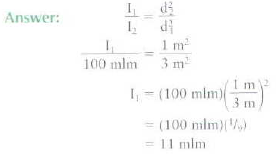 Answer: I₁/I₂ = d₂²/d₁²
I₁/100 mlm = 1 m²/3 m²
I₁ = (100 mlm)(1 m/3 m)²
= (100 mlm)(1/9)
= 11 mlm